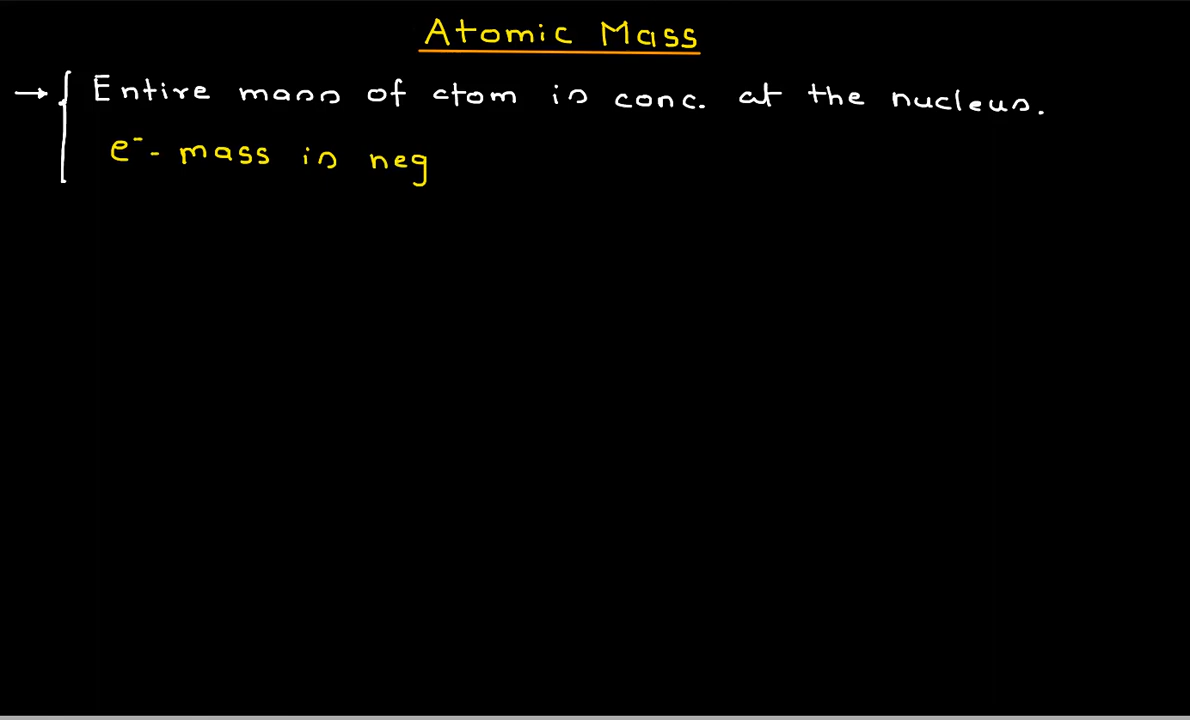 Atomic Mass
→ Entire mass of atom is conc. at the nucleus.
e⁻- mass is neg